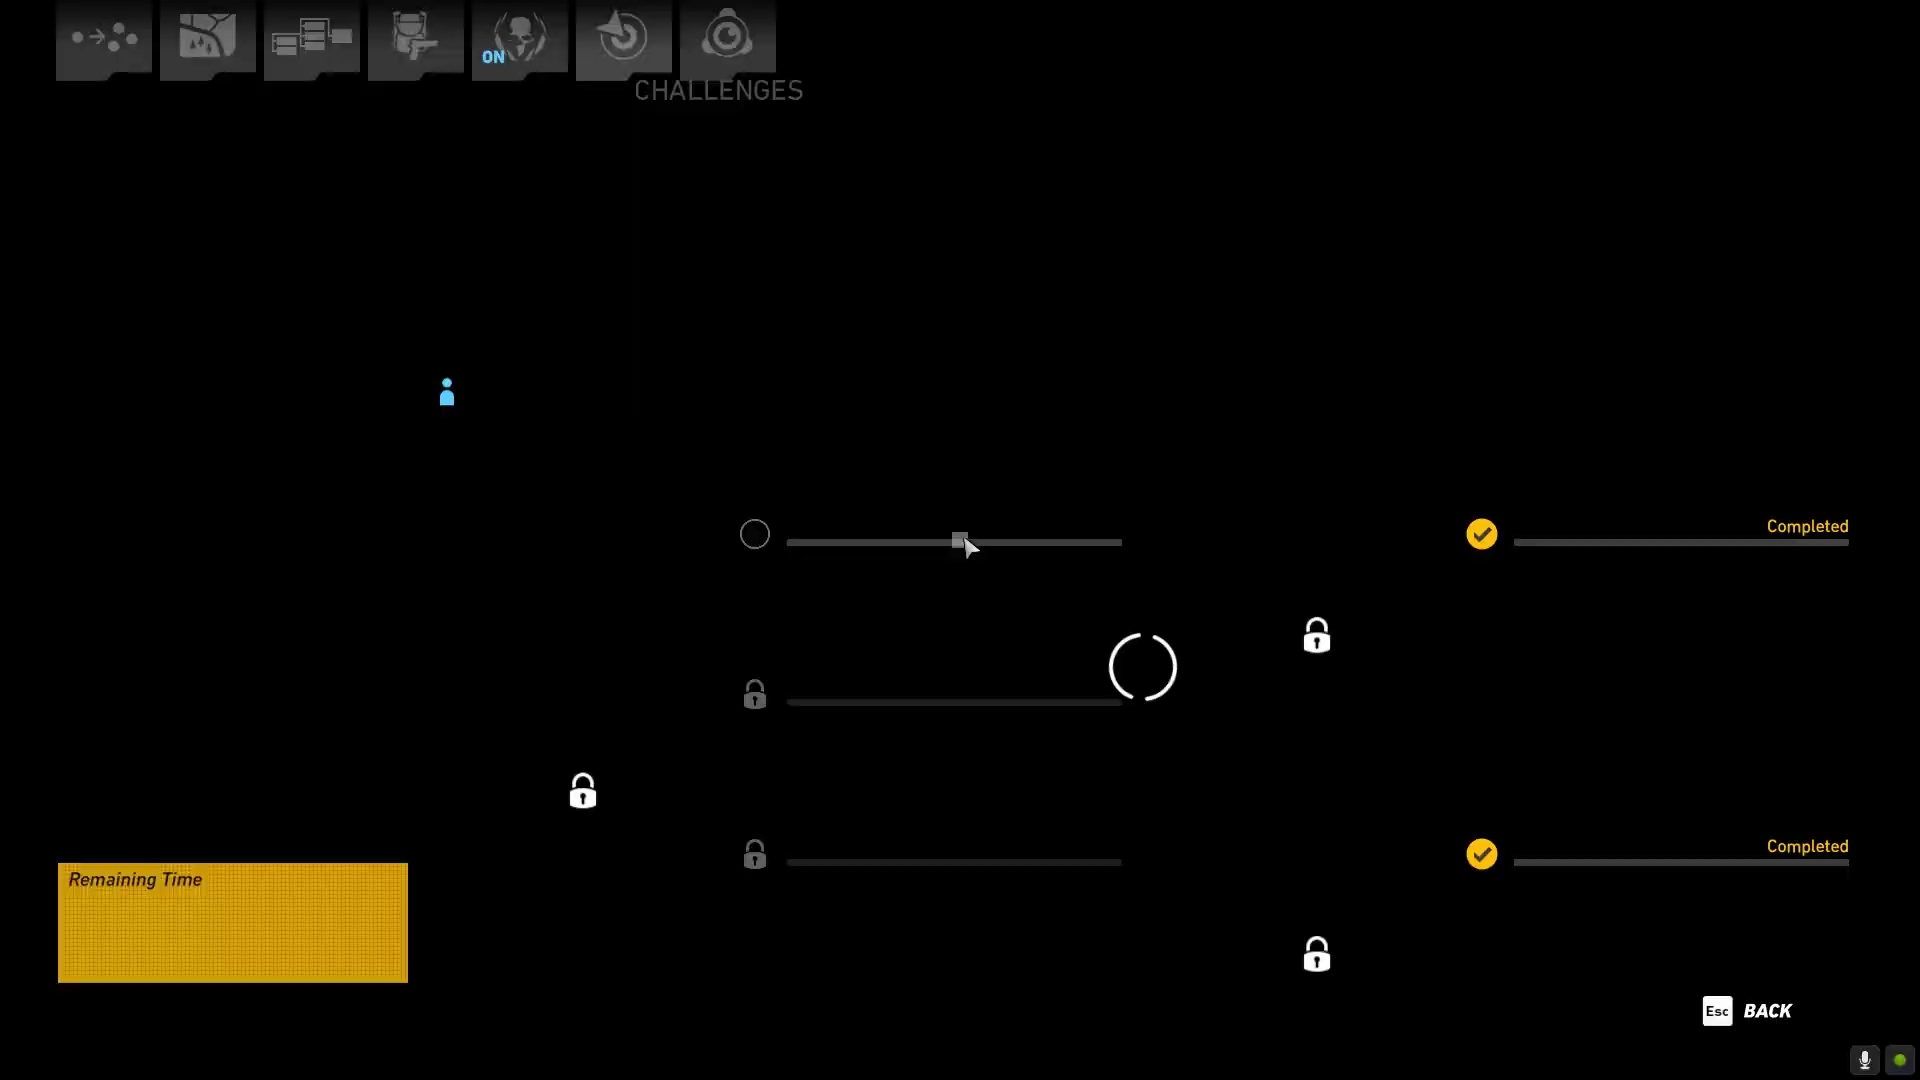 ON
CHALLENGES
Completed
Completed
Remaining Time
Esc BACK